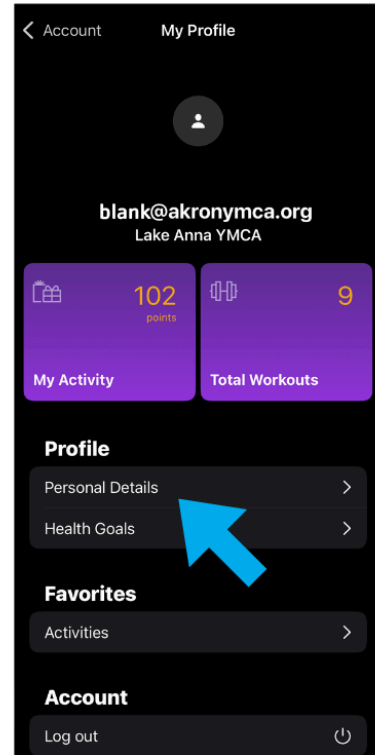 Account My Profile
blank@akronymca.org
Lake Anna YMCA
102 9
points
My Activity Total Workouts
Profile
Personal Details
Health Goals
Favorites
Activities
Account
Log out